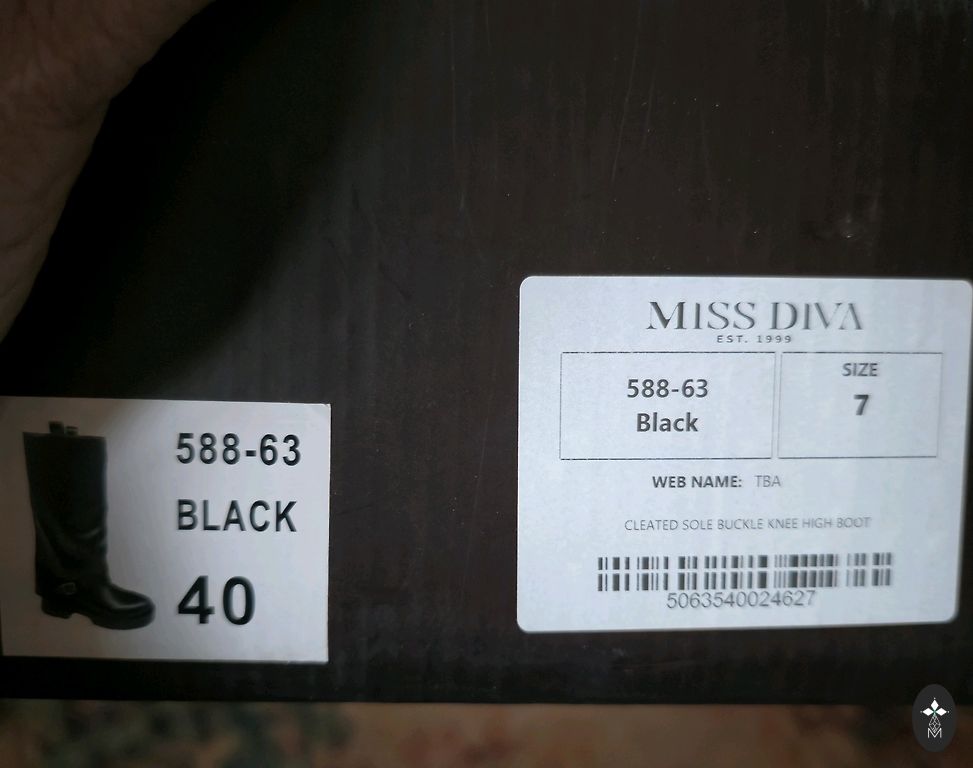 588-63
BLACK
40
MISS DIVA
EST. 1999
588-63
Black
SIZE
7
WEB NAME: TBA
CLEATED SOLE BUCKLE KNEE HIGH BOOT
5063540024627
M